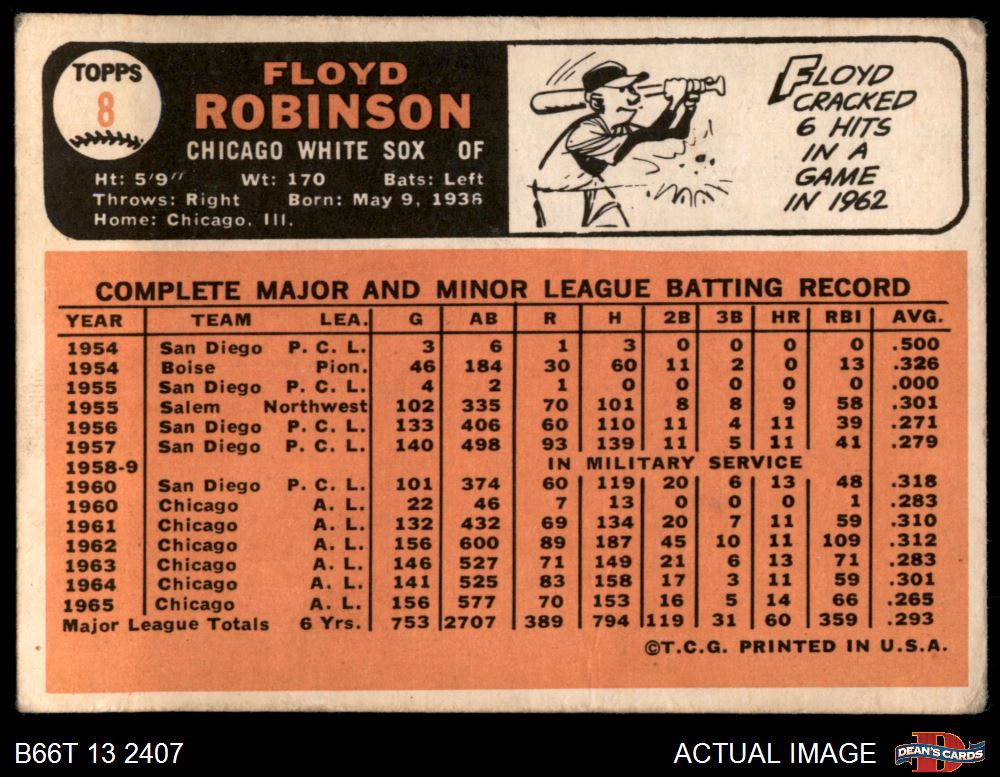 TOPPS
8
FLOYD
ROBINSON
CHICAGO WHITE SOX OF
Ht: 5'9" Wt: 170 Bats: Left
Throws: Right Born: May 9, 1936
Home: Chicago, Ill.
FLOYD
CRACKED
6 HITS
IN A
GAME
IN 1962
COMPLETE MAJOR AND MINOR LEAGUE BATTING RECORD
YEAR TEAM LEA. G AB R H 2B 3B HR RBI AVG.
1954 San Diego P. C. L. 3 6 1 3 0 0 0 0 .500
1954 Boise Pion. 46 184 30 60 11 2 0 13 .326
1955 San Diego P. C. L. 4 2 1 0 0 0 0 0 .000
1955 Salem Northwest 102 335 70 101 8 8 9 58 .301
1956 San Diego P. C. L. 133 406 60 110 11 4 11 39 .271
1957 San Diego P. C. L. 140 498 93 139 11 5 11 41 .279
1958-9 IN MILITARY SERVICE
1960 San Diego P. C. L. 101 374 60 119 20 6 13 48 .318
1960 Chicago A. L. 22 46 7 13 0 0 0 1 .283
1961 Chicago A. L. 132 432 69 134 20 7 11 59 .310
1962 Chicago A. L. 156 600 89 187 45 10 11 109 .312
1963 Chicago A. L. 146 527 71 149 21 6 13 71 .283
1964 Chicago A. L. 141 525 83 158 17 3 11 59 .301
1965 Chicago A. L. 156 577 70 153 16 5 14 66 .265
Major League Totals 6 Yrs. 753 2707 389 794 119 31 60 359 .293
©T.C.G. PRINTED IN U.S.A.
B66T 13 2407 ACTUAL IMAGE
DEAN'S CARDS